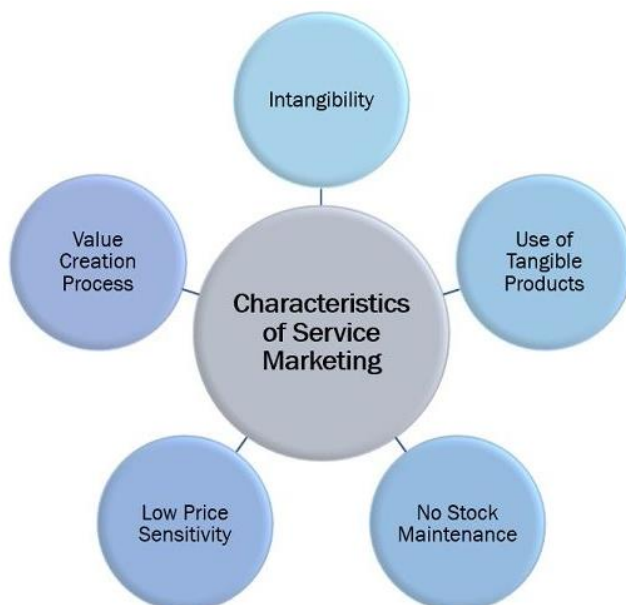 Intangibility
Value
Creation
Process
Use of
Tangible
Products
Characteristics
of Service
Marketing
Low Price
Sensitivity
No Stock
Maintenance